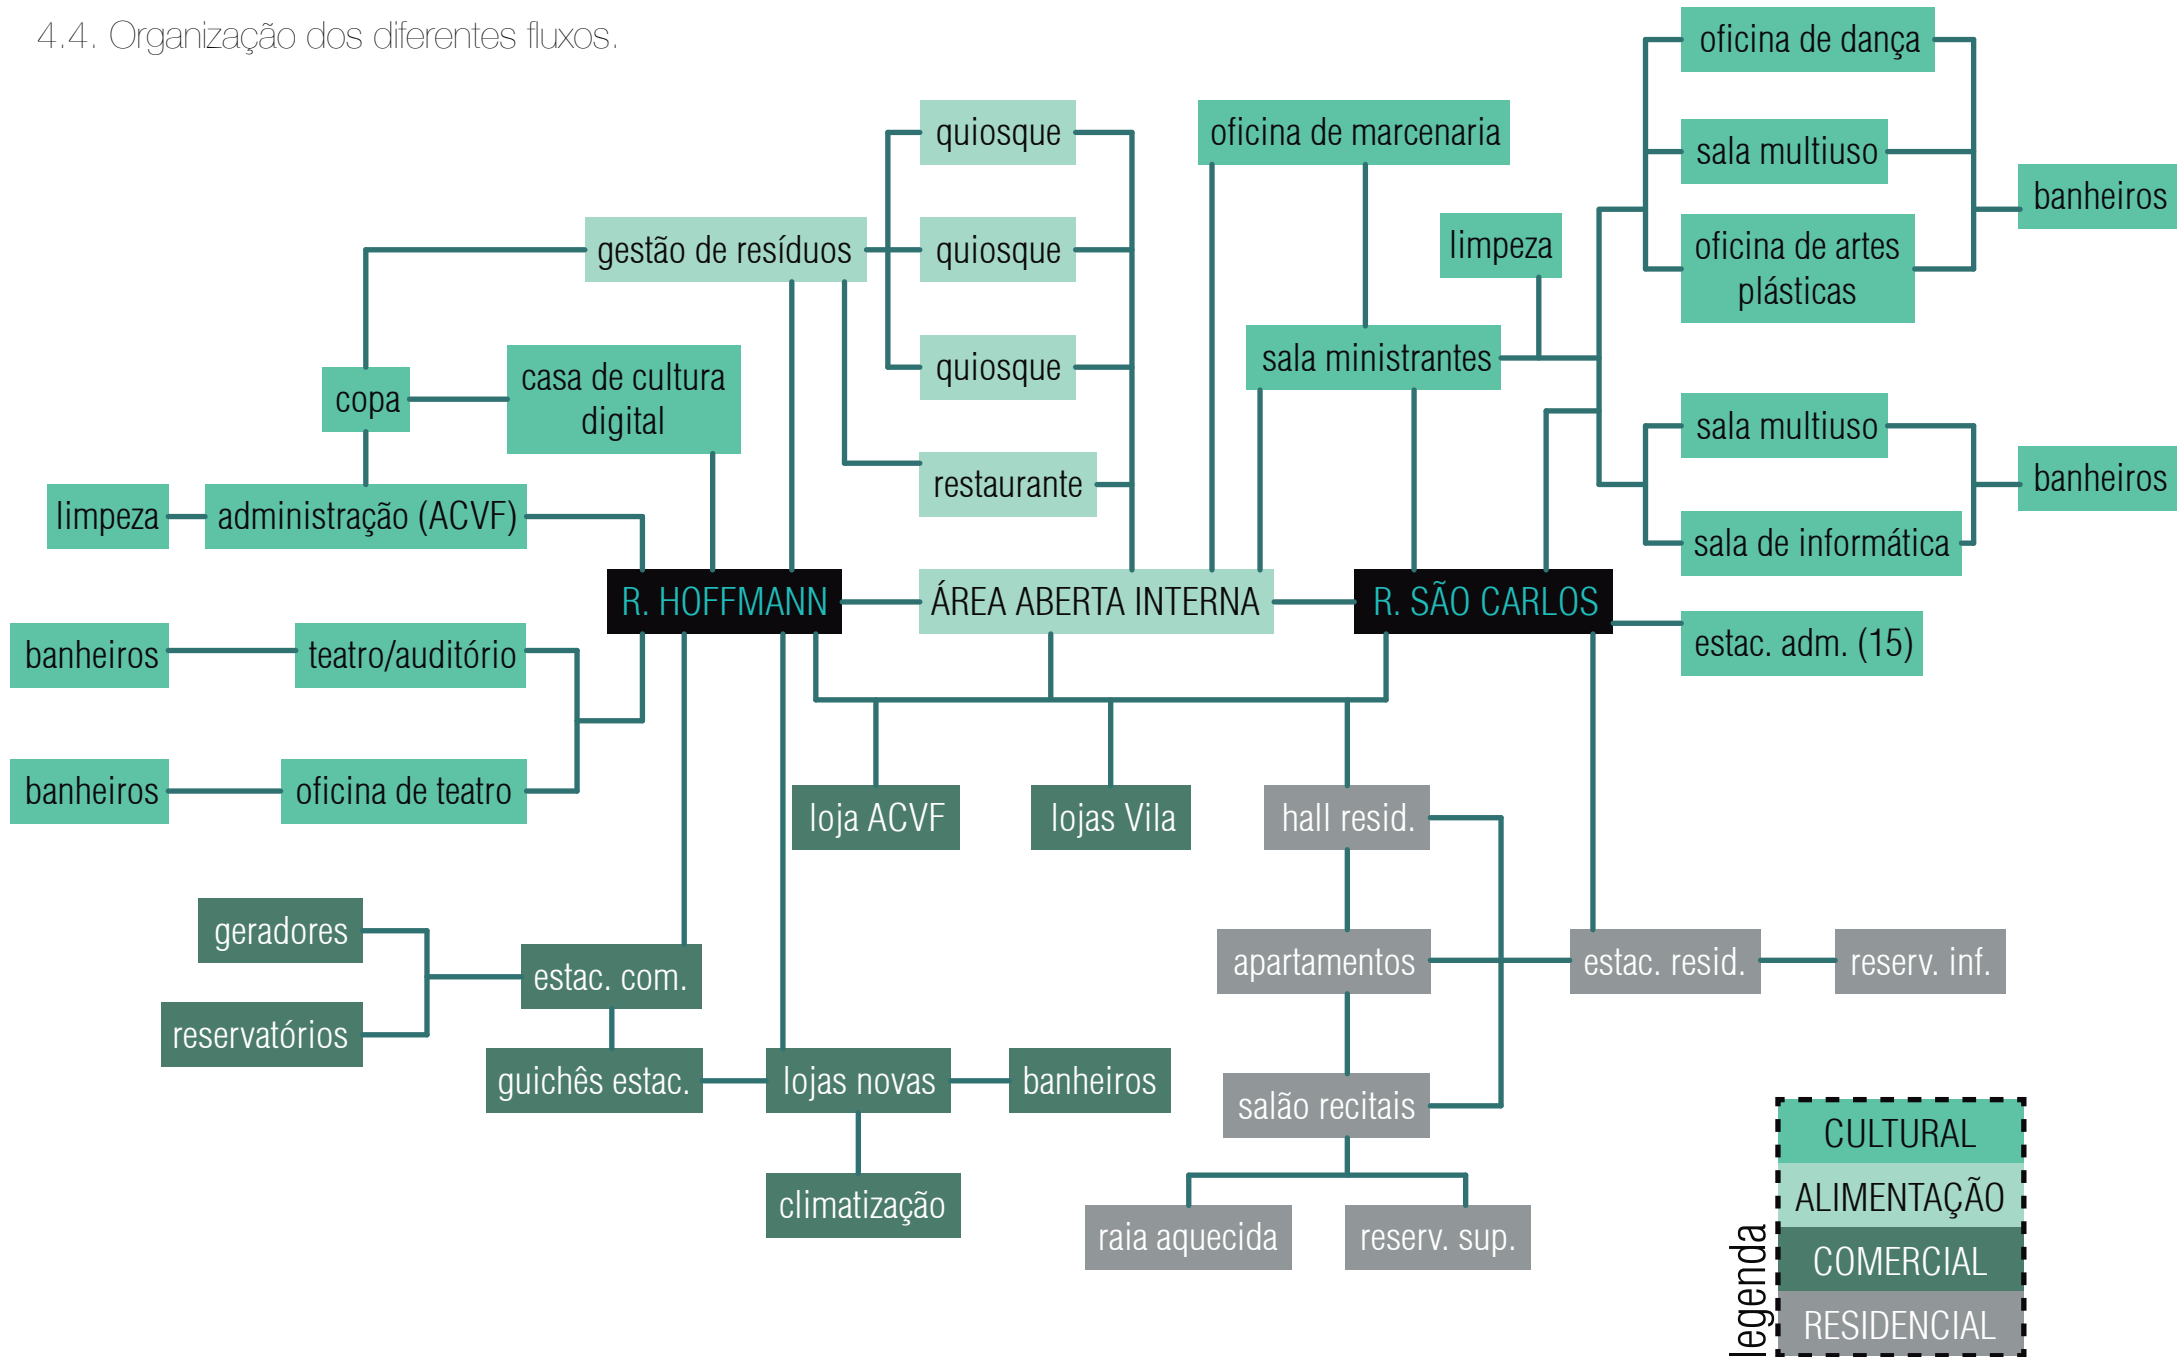 4.4. Organização dos diferentes fluxos.
oficina de dança
quiosque
oficina de marcenaria
sala multiuso
banheiros
gestão de resíduos
quiosque
limpeza
oficina de artes
plásticas
quiosque
sala ministrantes
casa de cultura
digital
copa
sala multiuso
restaurante
banheiros
limpeza
administração (ACVF)
sala de informática
R. HOFFMANN
ÁREA ABERTA INTERNA
R. SÃO CARLOS
estac. adm. (15)
banheiros
teatro/auditório
banheiros
oficina de teatro
loja ACVF
lojas Vila
hall resid.
geradores
estac. com.
apartamentos
estac. resid.
reserv. inf.
reservatórios
guichês estac.
lojas novas
banheiros
salão recitais
climatização
raia aquecida
reserv. sup.
legenda
CULTURAL
ALIMENTAÇÃO
COMERCIAL
RESIDENCIAL